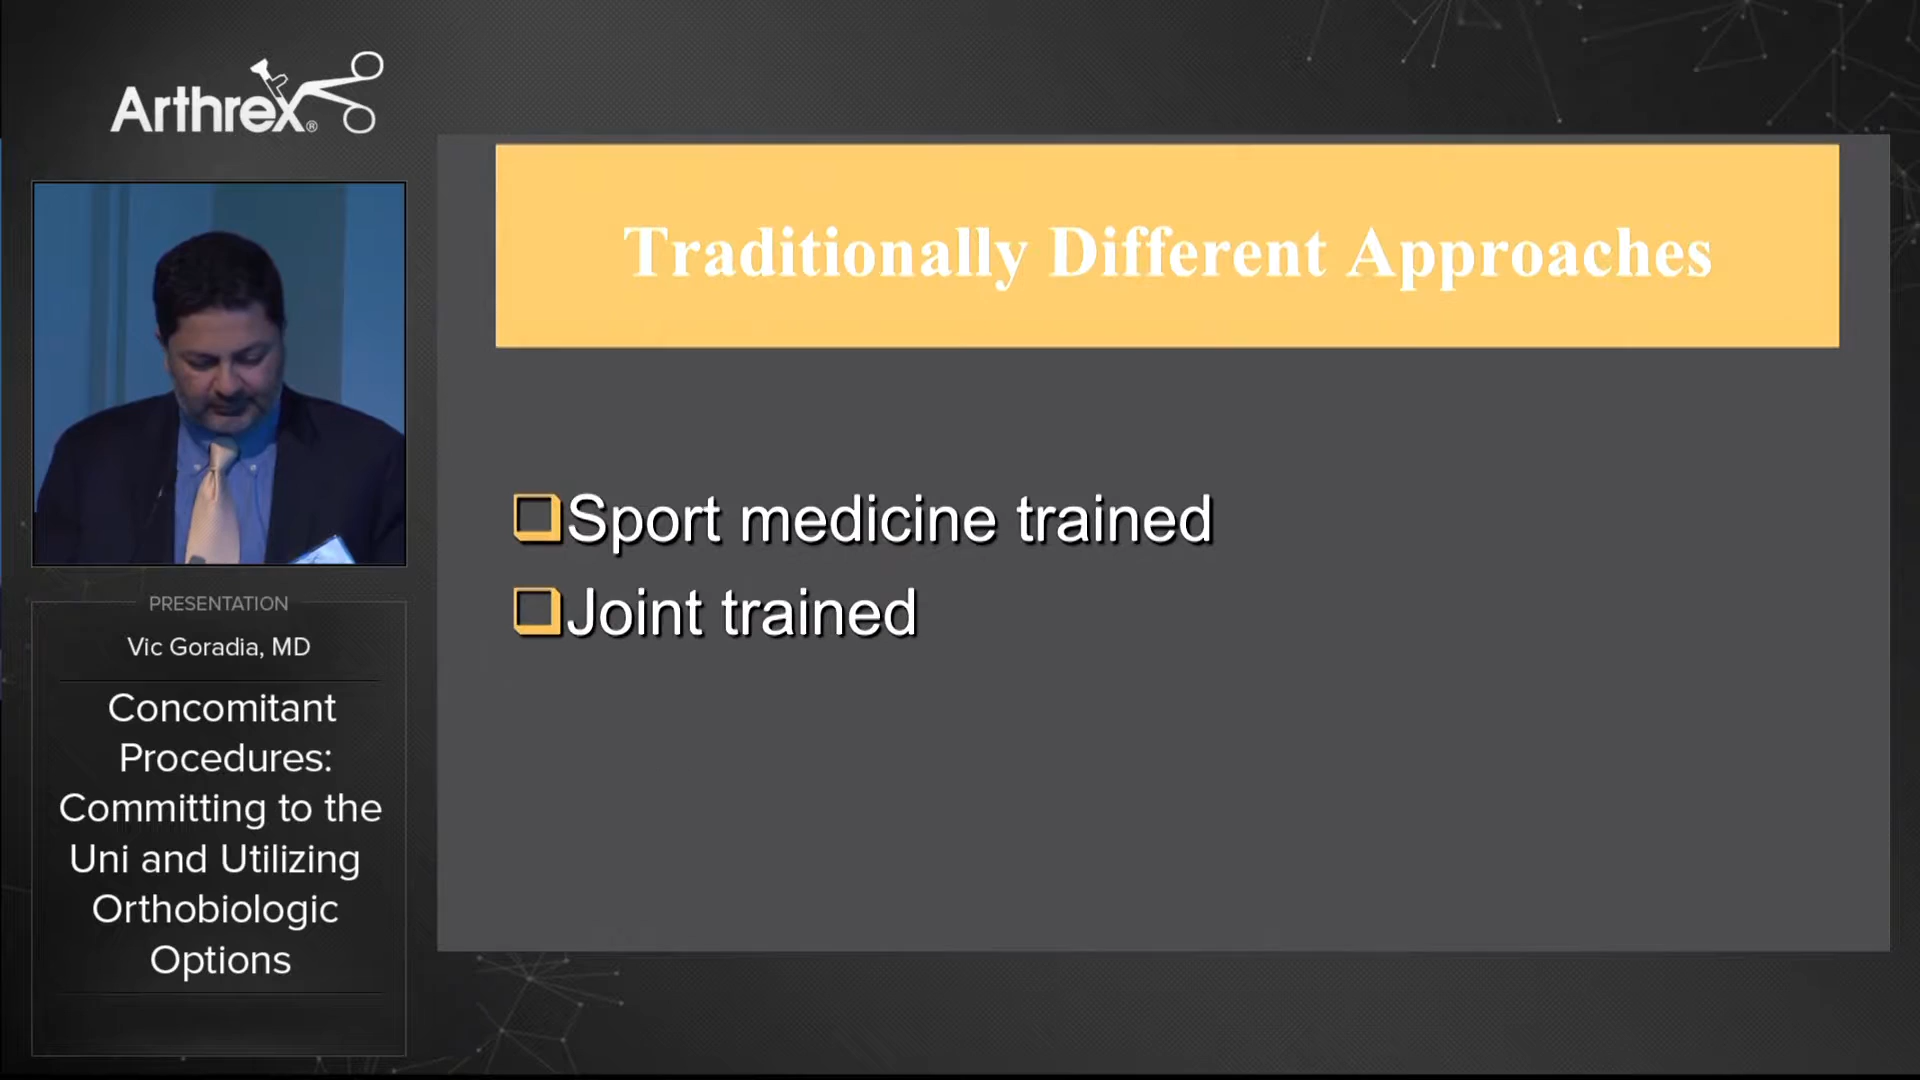 Arthrex®
Traditionally Different Approaches
Sport medicine trained
Joint trained
PRESENTATION
Vic Goradia, MD
Concomitant
Procedures:
Committing to the
Uni and Utilizing
Orthobiologic
Options